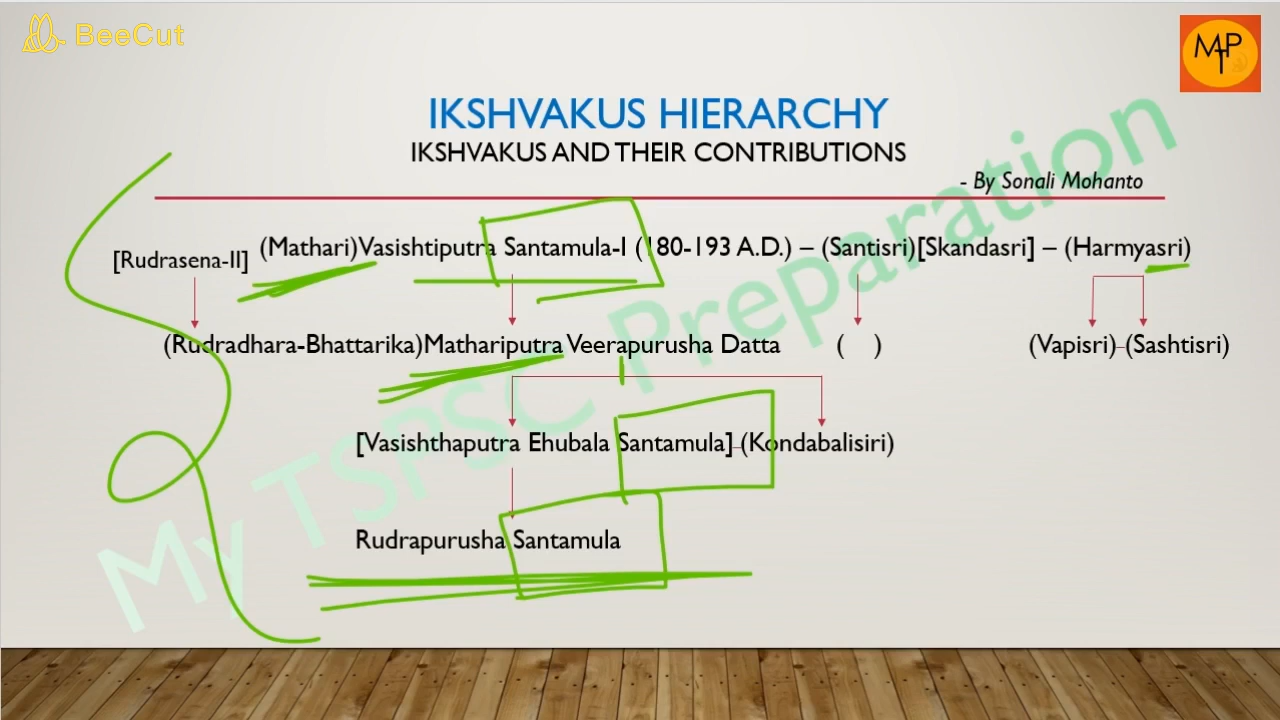 BeeCut
MTP
IKSHVAKUS HIERARCHY
IKSHVAKUS AND THEIR CONTRIBUTIONS
- By Sonali Mohanto
[Rudrasena-II] (Mathari)Vasishtiputra Santamula-I (180-193 A.D.) – (Santisri)[Skandasri] – (Harmyasri)
(Rudradhara-Bhattarika)Mathariputra Veerapurusha Datta ( ) (Vapisri) (Sashtisri)
[Vasishthaputra Ehubala Santamula] (Kondabalisiri)
Rudrapurusha Santamula
My TSPSC Preparation